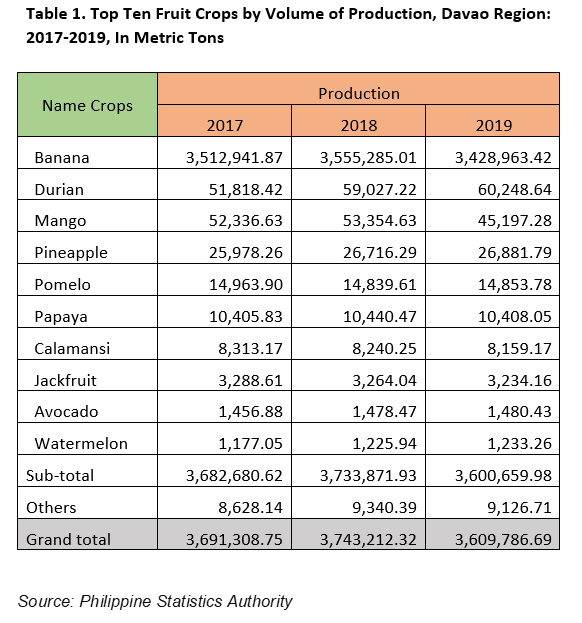 Table 1. Top Ten Fruit Crops by Volume of Production, Davao Region:
2017-2019, In Metric Tons
Name Crops Production
2017 2018 2019
Banana 3,512,941.87 3,555,285.01 3,428,963.42
Durian 51,818.42 59,027.22 60,248.64
Mango 52,336.63 53,354.63 45,197.28
Pineapple 25,978.26 26,716.29 26,881.79
Pomelo 14,963.90 14,839.61 14,853.78
Papaya 10,405.83 10,440.47 10,408.05
Calamansi 8,313.17 8,240.25 8,159.17
Jackfruit 3,288.61 3,264.04 3,234.16
Avocado 1,456.88 1,478.47 1,480.43
Watermelon 1,177.05 1,225.94 1,233.26
Sub-total 3,682,680.62 3,733,871.93 3,600,659.98
Others 8,628.14 9,340.39 9,126.71
Grand total 3,691,308.75 3,743,212.32 3,609,786.69
Source: Philippine Statistics Authority